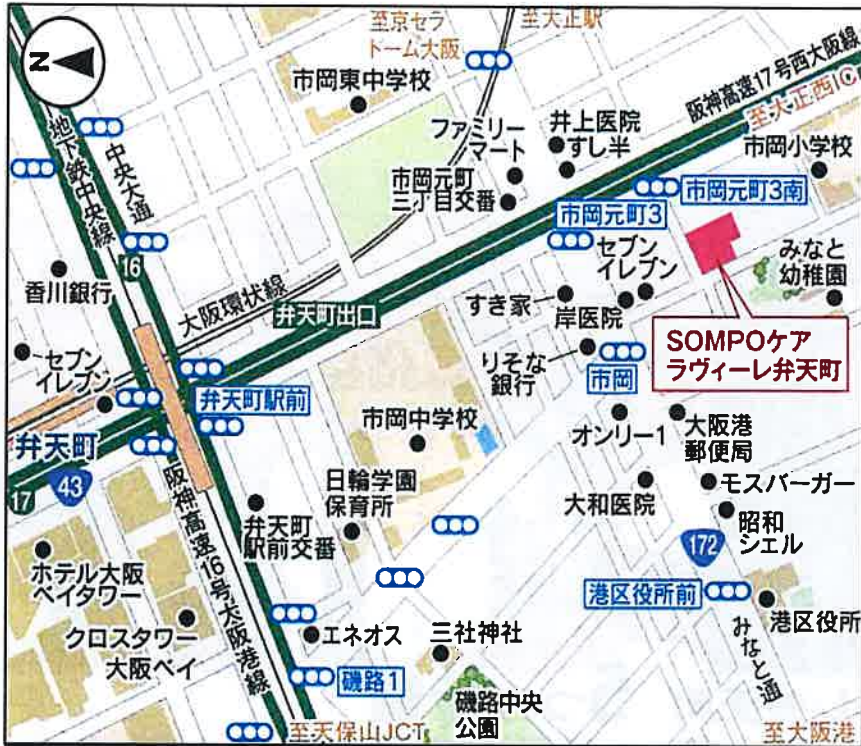 至京セラ
ドーム大阪
至大正駅
N
市岡東中学校
阪神高速17号西大阪線
至大正西IC
地下鉄中央線
中央大通
ファミリー
マート
井上医院
すし半
市岡小学校
市岡元町
三丁目交番
市岡元町3南
市岡元町3
16
香川銀行
大阪環状線
弁天町出口
セブン
イレブン
みなと
幼稚園
すき家
岸医院
SOMPOケア
ラヴィーレ弁天町
セブン
イレブン
りそな
銀行
市岡
弁天町駅前
市岡中学校
オンリー1
大阪港
郵便局
弁天町
43
17
阪神高速16号大阪港線
日輪学園
保育所
大和医院
モスバーガー
弁天町
駅前交番
昭和
シェル
172
ホテル大阪
ベイタワー
港区役所前
港区役所
クロスタワー
大阪ベイ
エネオス
三社神社
みなと通
磯路1
磯路中央
公園
至天保山JCT
至大阪港